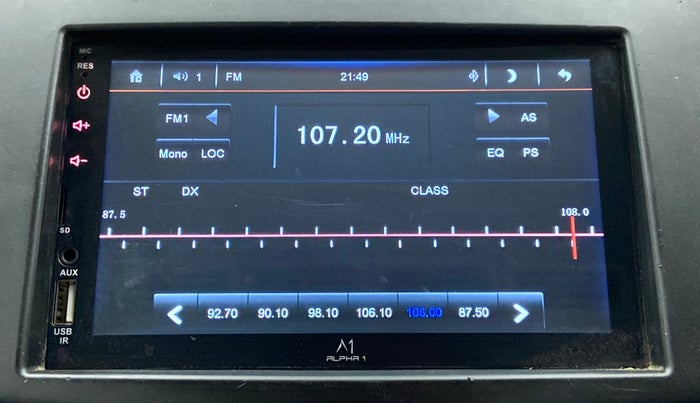 MIC
RES
1 FM 21:49
FM1 107.20 MHz AS
Mono LOC EQ PS
ST DX CLASS
87.5 108.0
SD
AUX
92.70 90.10 98.10 106.10 108.00 87.50
USB
IR
ALPHA 1